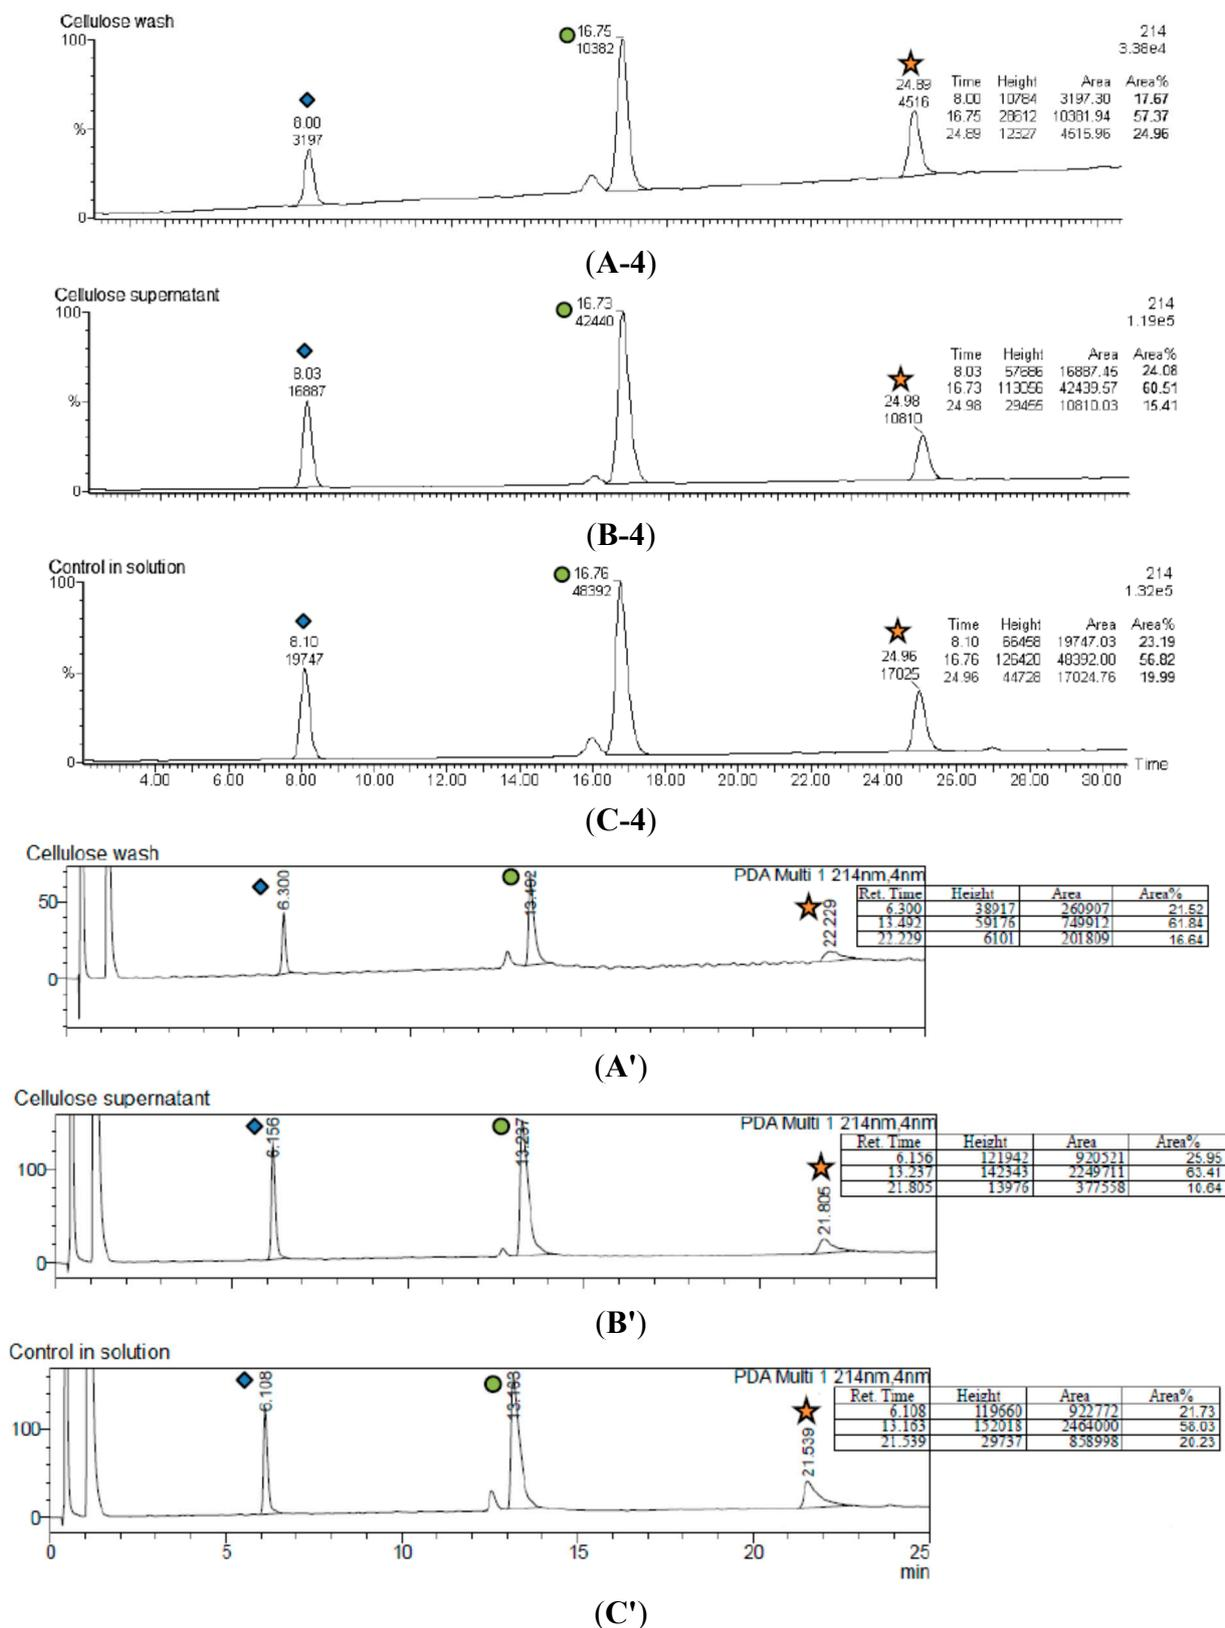 Cellulose wash
100
%
0
8.00
3197
16.75
10382
24.89
4516
214
3.38e4
Time Height Area Area%
8.00 10784 3197.30 17.67
16.75 28612 10381.94 57.37
24.89 12327 4515.96 24.96
(A-4)
Cellulose supernatant
100
%
0
8.03
16887
16.73
42440
24.98
10810
214
1.19e5
Time Height Area Area%
8.03 57686 16887.45 24.08
16.73 113056 42439.57 60.51
24.98 29455 10810.03 15.41
(B-4)
Control in solution
100
%
0
8.10
19747
16.76
48392
24.96
17025
214
1.32e5
Time Height Area Area%
8.10 66458 19747.03 23.19
16.76 126420 48392.00 56.82
24.96 44728 17024.76 19.99
4.00 6.00 8.00 10.00 12.00 14.00 16.00 18.00 20.00 22.00 24.00 26.00 28.00 30.00
Time
(C-4)
Cellulose wash
50
0
6.300
13.492
22.229
PDA Multi 1 214nm,4nm
Ret. Time Height Area Area%
6.300 38917 260907 21.52
13.492 59176 749912 61.84
22.229 6101 201809 16.64
(A')
Cellulose supernatant
100
0
6.156
13.237
21.805
PDA Multi 1 214nm,4nm
Ret. Time Height Area Area%
6.156 121942 920521 25.95
13.237 142343 2249711 63.41
21.805 13976 377558 10.64
(B')
Control in solution
100
0
6.108
13.163
21.539
PDA Multi 1 214nm,4nm
Ret. Time Height Area Area%
6.108 119660 922772 21.73
13.163 152018 2464000 58.03
21.539 29737 858998 20.23
0 5 10 15 20 25
min
(C')